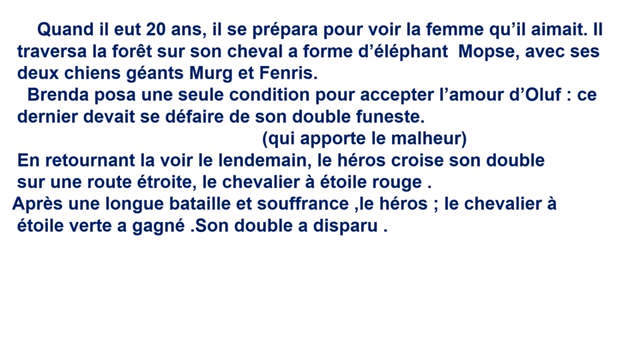 Quand il eut 20 ans, il se prépara pour voir la femme qu'il aimait. Il
traversa la forêt sur son cheval a forme d'éléphant Mopse, avec ses
deux chiens géants Murg et Fenris.
Brenda posa une seule condition pour accepter l'amour d'Oluf : ce
dernier devait se défaire de son double funeste.
(qui apporte le malheur)
En retournant la voir le lendemain, le héros croise son double
sur une route étroite, le chevalier à étoile rouge .
Après une longue bataille et souffrance ,le héros ; le chevalier à
étoile verte a gagné .Son double a disparu .